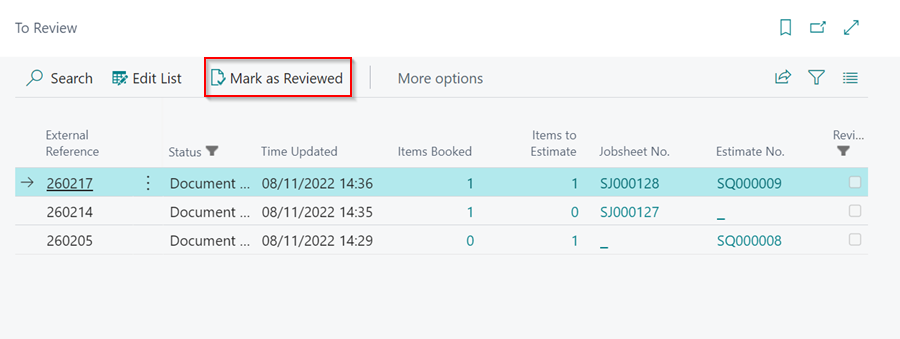 To Review
Search Edit List Mark as Reviewed More options
External Reference Status Time Updated Items Booked Items to Estimate Jobsheet No. Estimate No. Revi...
260217 Document ... 08/11/2022 14:36 1 1 SJ000128 SQ000009
260214 Document ... 08/11/2022 14:35 1 0 SJ000127 _
260205 Document ... 08/11/2022 14:29 0 1 _ SQ000008